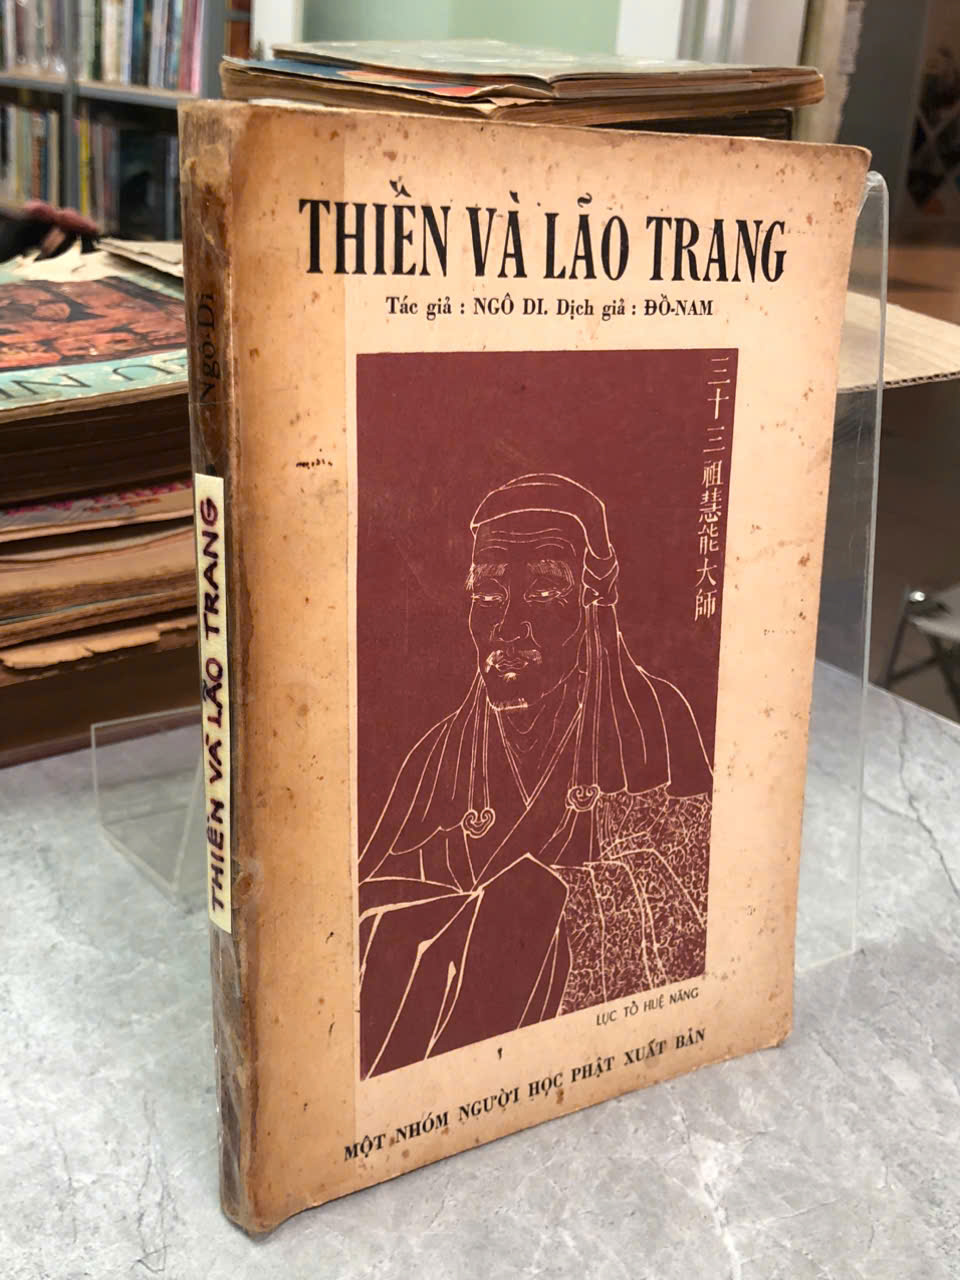 THIỀN VÀ LÃO TRANG
Tác giả : NGÔ DI. Dịch giả : ĐỒ-NAM
三十三祖慧能大師
LỤC TỔ HUỆ NĂNG
MỘT NHÓM NGƯỜI HỌC PHẬT XUẤT BẢN
Ngô-Di
THIỀN VÀ LÃO TRANG